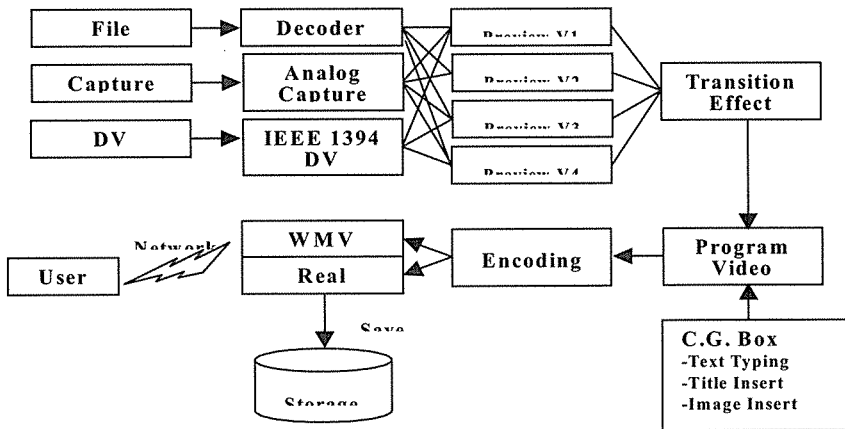 File
Decoder
Preview V1
Capture
Analog
Capture
Preview V2
Transition
Effect
DV
IEEE 1394
DV
Preview V3
Preview V4
Network
WMV
Real
User
Encoding
Program
Video
Save
Storage
C.G. Box
-Text Typing
-Title Insert
-Image Insert